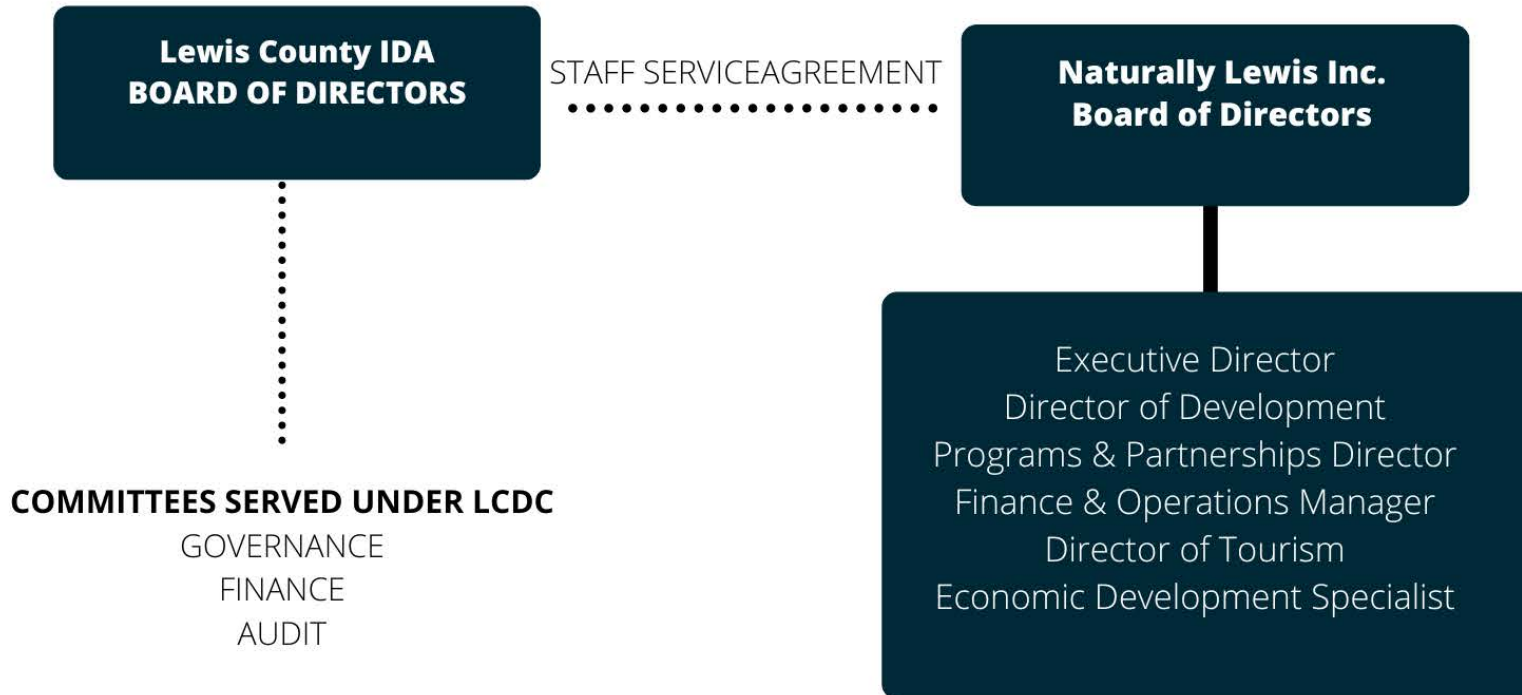 Lewis County IDA
BOARD OF DIRECTORS
STAFF SERVICEAGREEMENT
Naturally Lewis Inc.
Board of Directors
Executive Director
Director of Development
Programs & Partnerships Director
Finance & Operations Manager
Director of Tourism
Economic Development Specialist
COMMITTEES SERVED UNDER LCDC
GOVERNANCE
FINANCE
AUDIT